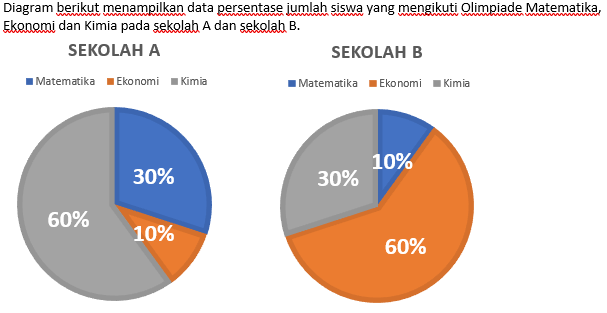 Diagram berikut menampilkan data persentase jumlah siswa yang mengikuti Olimpiade Matematika,
Ekonomi dan Kimia pada sekolah A dan sekolah B.
SEKOLAH A
Matematika Ekonomi Kimia
30%
10%
60%
SEKOLAH B
Matematika Ekonomi Kimia
10%
30%
60%